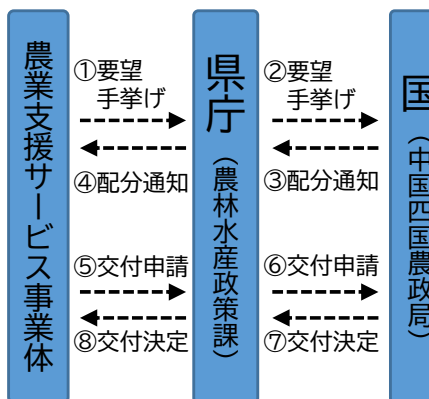 農業支援サービス事業体
①要望
手挙げ
④配分通知
⑤交付申請
⑧交付決定
県庁(農林水産政策課)
②要望
手挙げ
③配分通知
⑥交付申請
⑦交付決定
国(中国四国農政局)